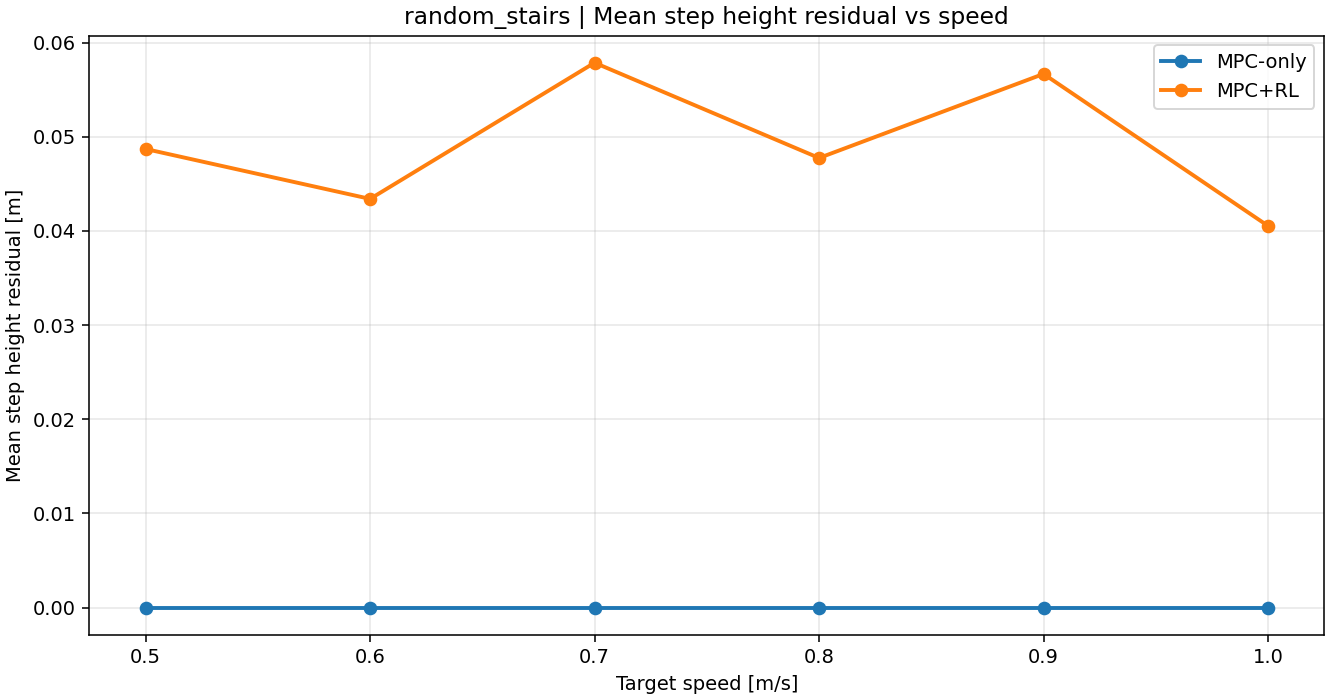 random_stairs | Mean step height residual vs speed
MPC-only
MPC+RL
Mean step height residual [m]
0.06
0.05
0.04
0.03
0.02
0.01
0.00
0.5 0.6 0.7 0.8 0.9 1.0
Target speed [m/s]